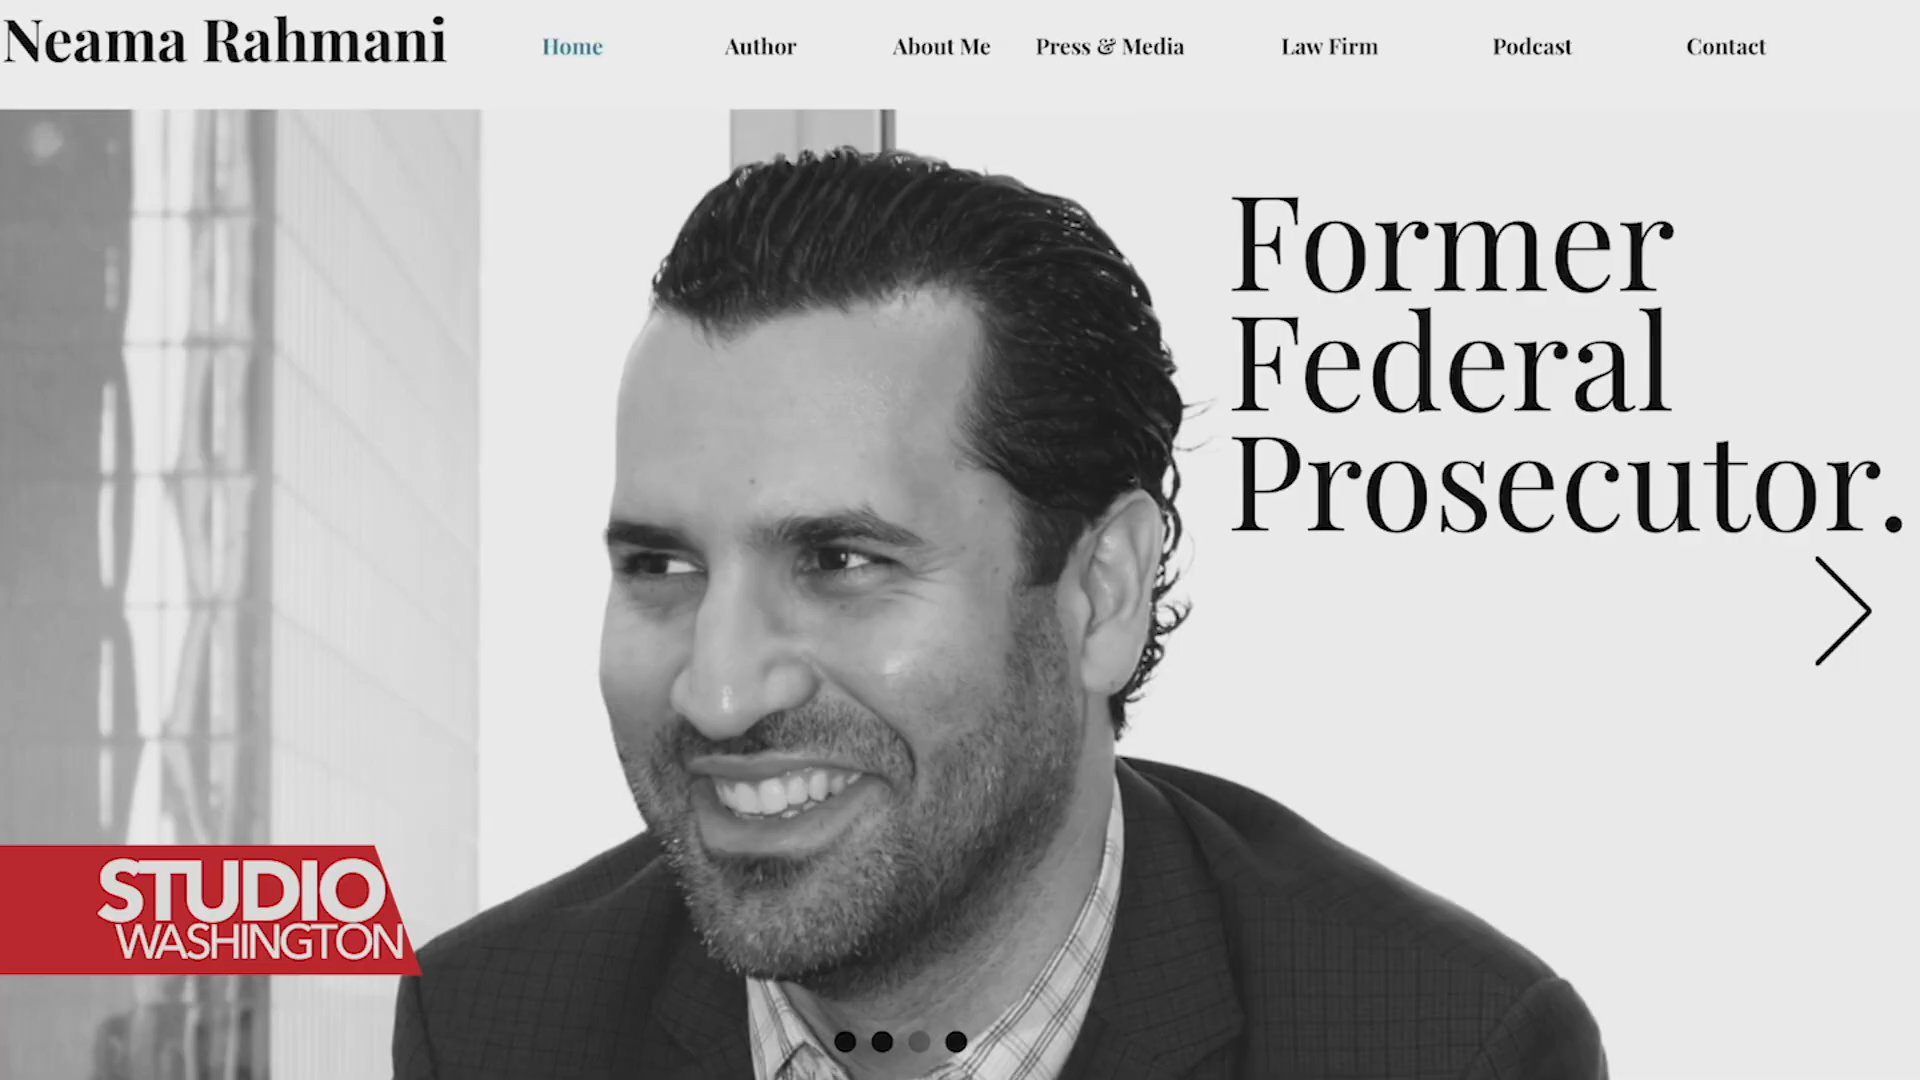 Neama Rahmani
Home
Author
About Me
Press & Media
Law Firm
Podcast
Contact
Former
Federal
Prosecutor.
STUDIO
WASHINGTON